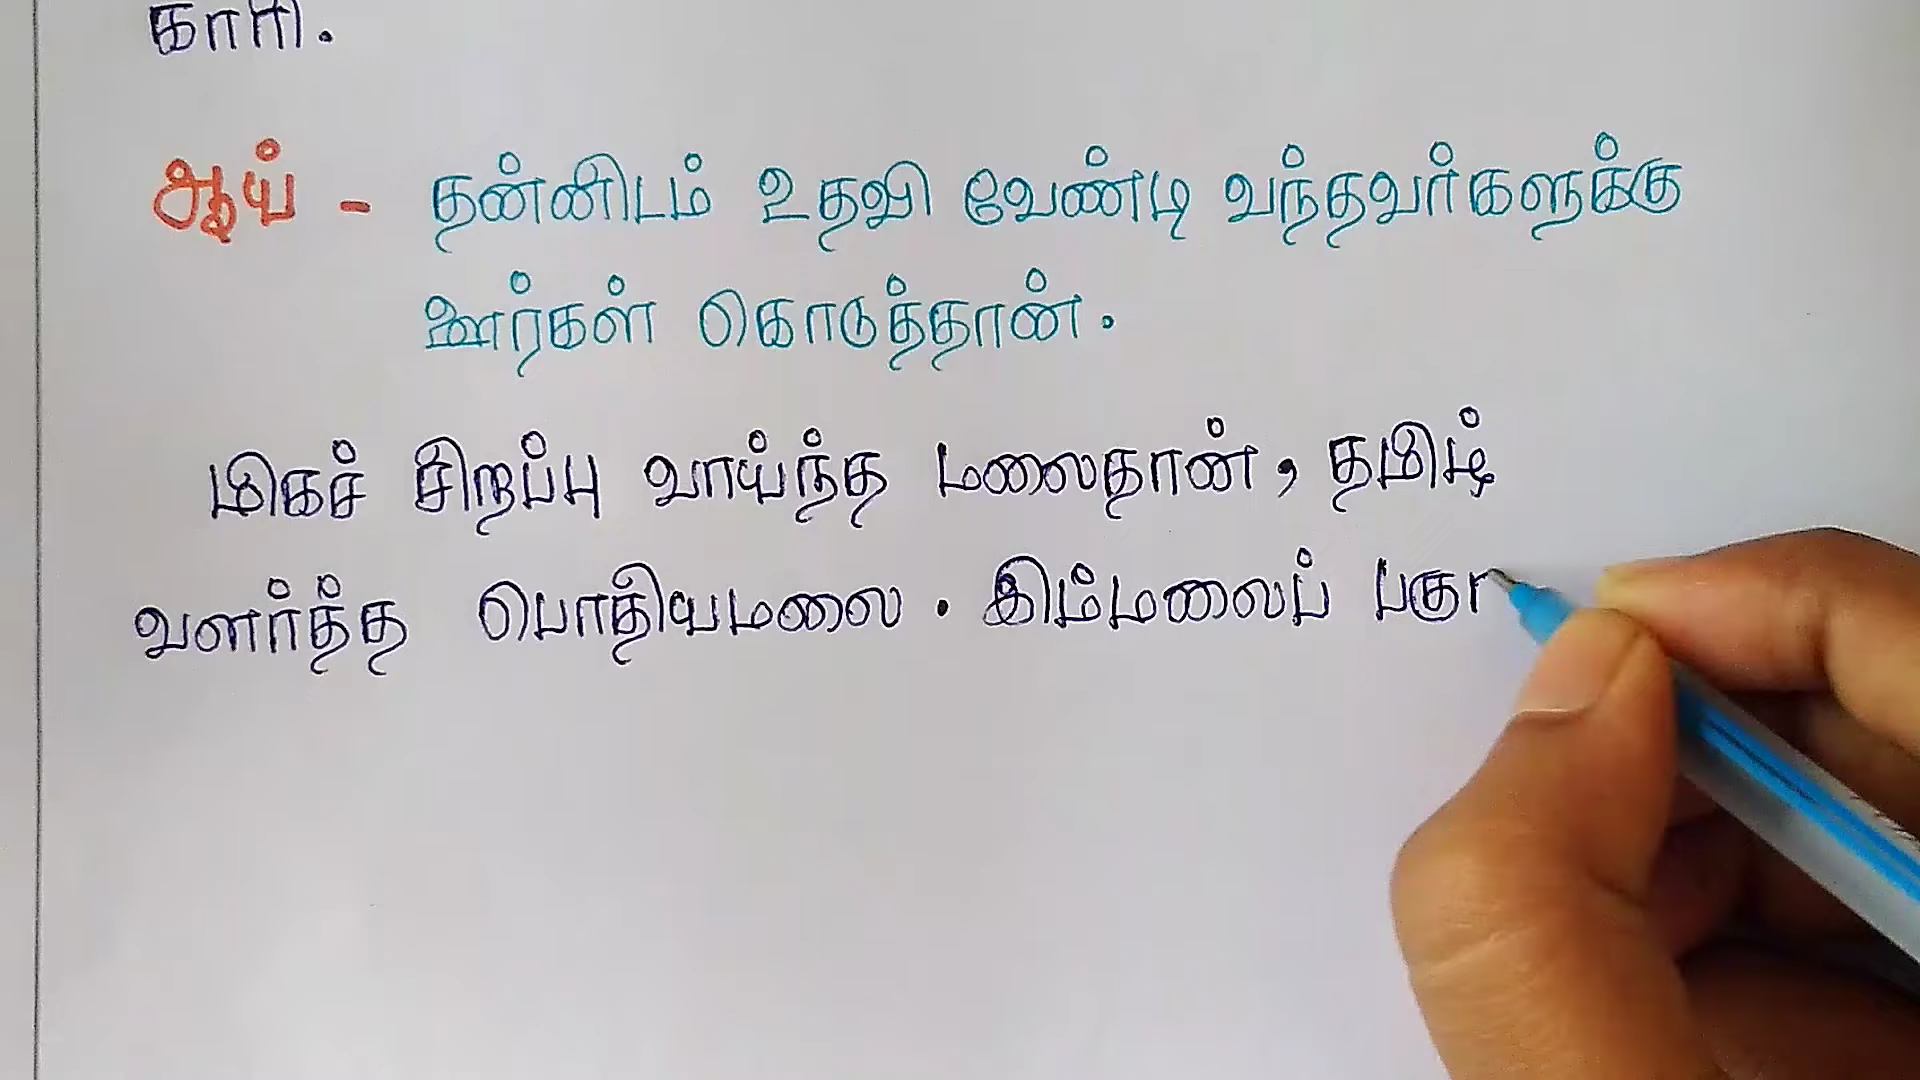 காரி.
ஆய் - தன்னிடம் உதவி வேண்டி வந்தவர்களுக்கு
ஊர்கள் கொடுத்தான்.
மிகச் சிறப்பு வாய்ந்த மலைதான், தமிழ்
வளர்த்த பொதியமலை. இம்மலைப் பகுர